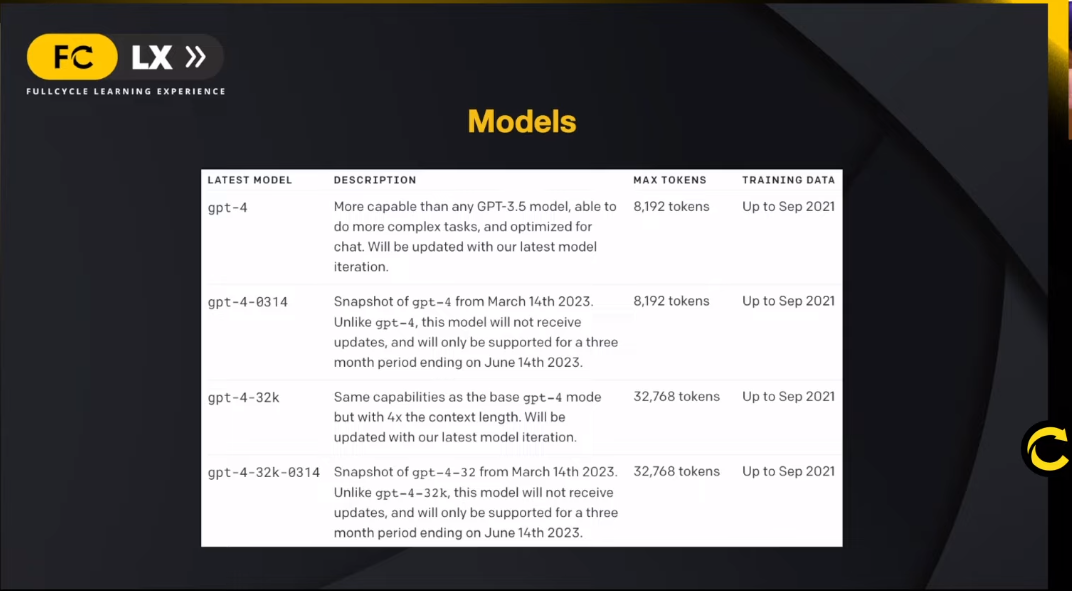 FC LX »
FULLCYCLE LEARNING EXPERIENCE
Models
LATEST MODEL DESCRIPTION MAX TOKENS TRAINING DATA
gpt-4 More capable than any GPT-3.5 model, able to 8,192 tokens Up to Sep 2021
do more complex tasks, and optimized for
chat. Will be updated with our latest model
iteration.
gpt-4-0314 Snapshot of gpt-4 from March 14th 2023. 8,192 tokens Up to Sep 2021
Unlike gpt-4, this model will not receive
updates, and will only be supported for a three
month period ending on June 14th 2023.
gpt-4-32k Same capabilities as the base gpt-4 mode 32,768 tokens Up to Sep 2021
but with 4x the context length. Will be
updated with our latest model iteration.
gpt-4-32k-0314 Snapshot of gpt-4-32 from March 14th 2023. 32,768 tokens Up to Sep 2021
Unlike gpt-4-32k, this model will not receive
updates, and will only be supported for a three
month period ending on June 14th 2023.